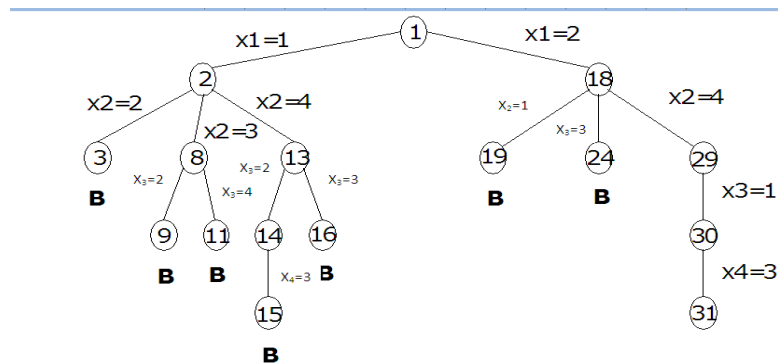 1
x1=1 x1=2
2 18
x2=2 x2=3 x2=4 X₂=1 X₃=3 x2=4
3 8 13 19 24 29
B X₃=2 X₃=4 X₃=2 X₃=3 B B x3=1
9 11 14 16 30
B B X₄=3 B x4=3
15 31
B